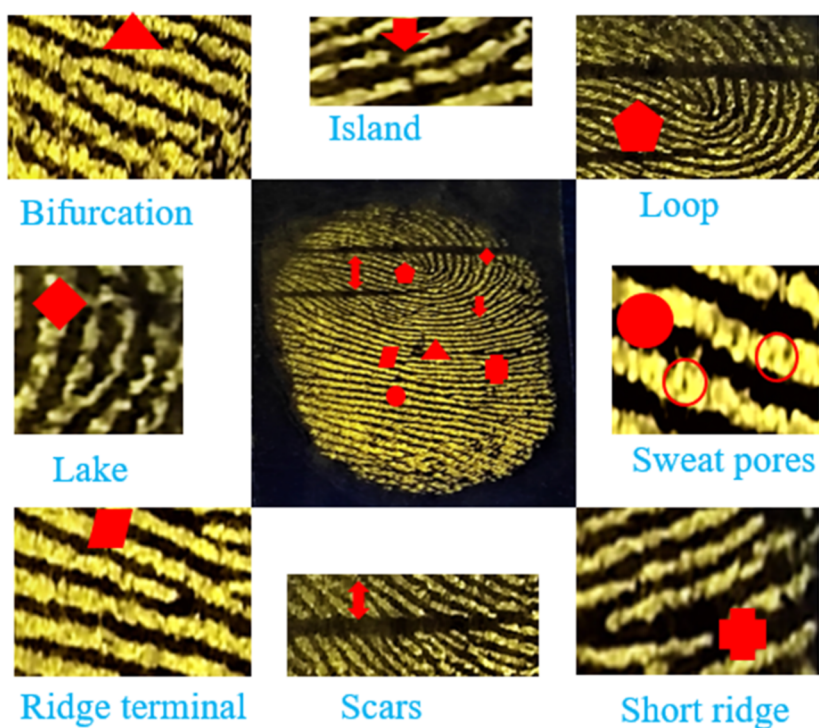 Island
Bifurcation
Loop
Lake
Sweat pores
Ridge terminal
Scars
Short ridge